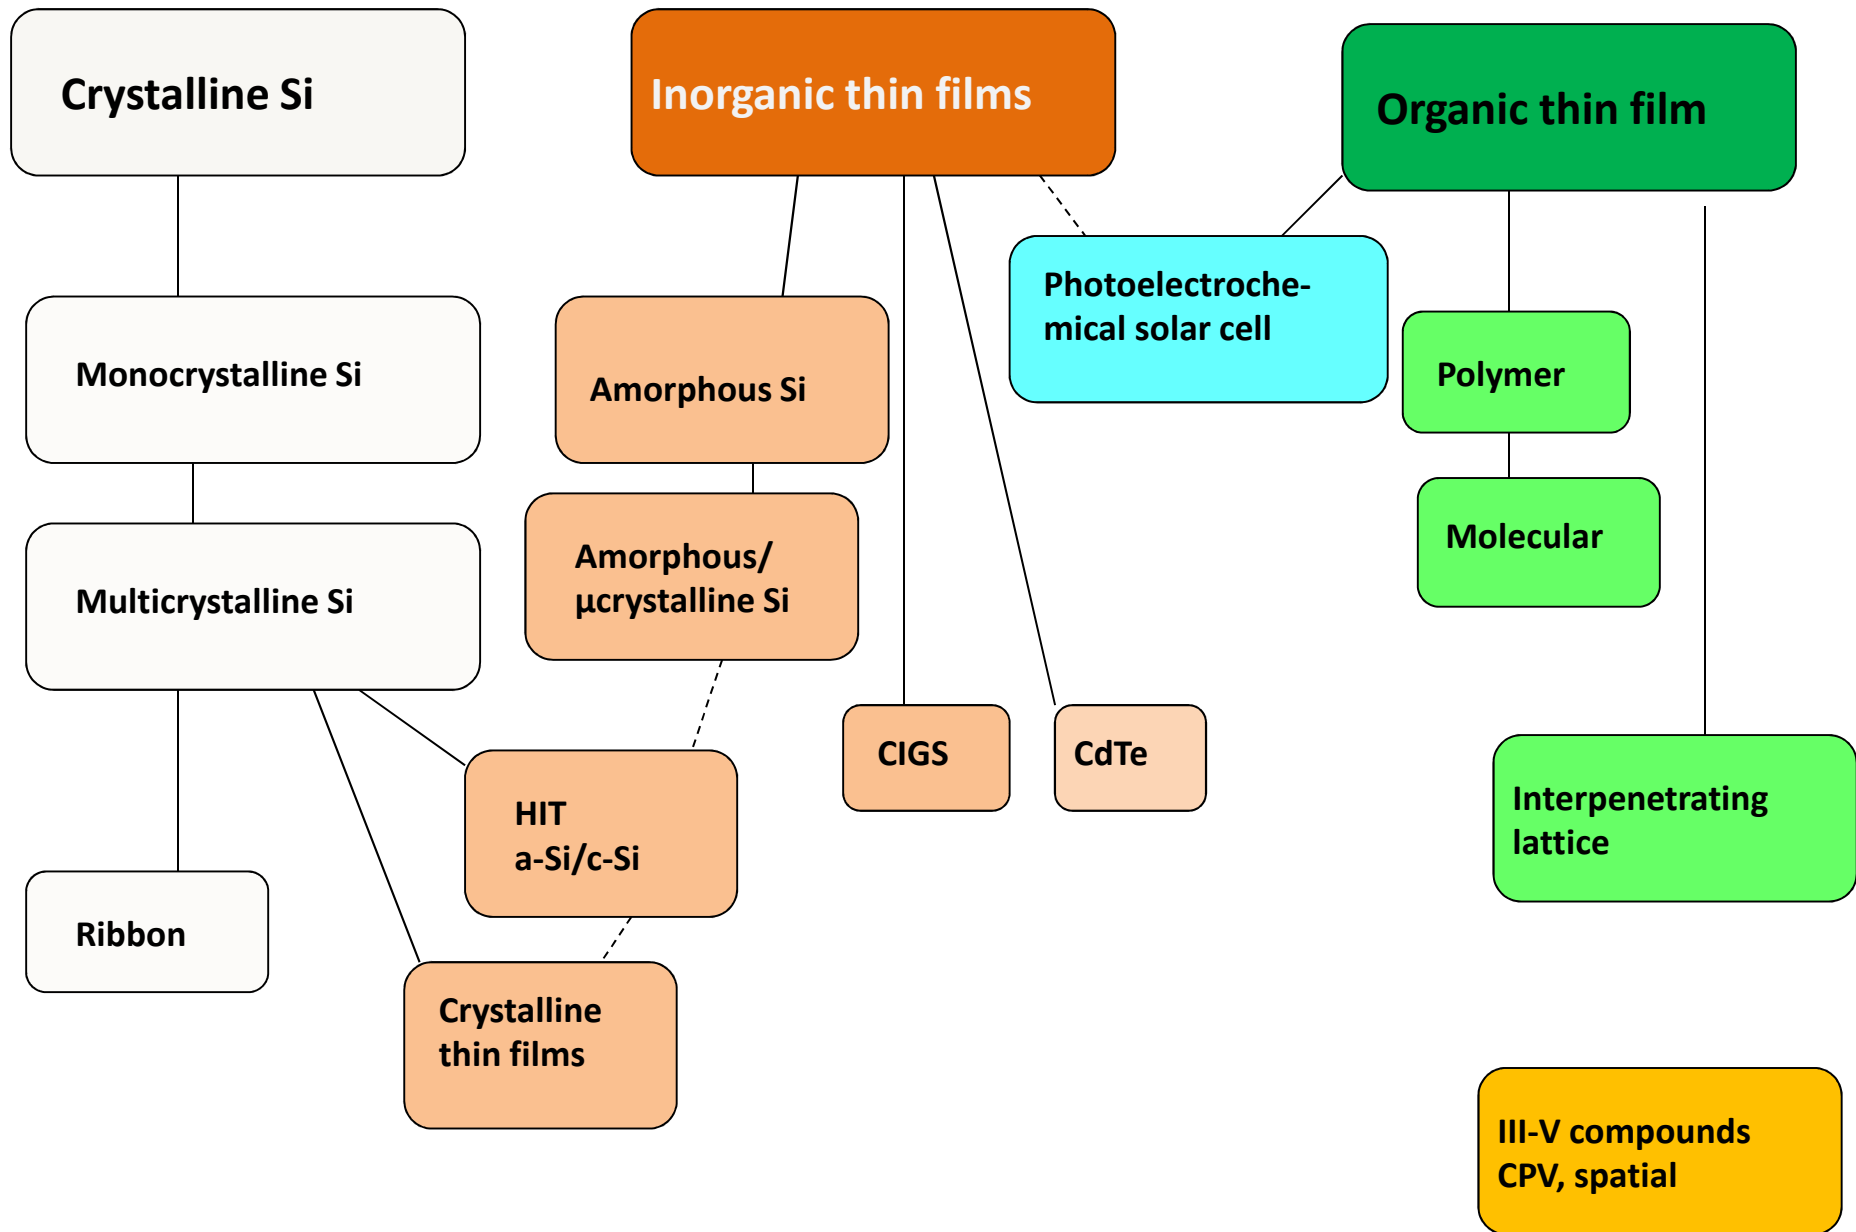 Crystalline Si
Inorganic thin films
Organic thin film
Photoelectroche-
mical solar cell
Monocrystalline Si
Amorphous Si
Polymer
Molecular
Amorphous/
µcrystalline Si
Multicrystalline Si
CIGS
CdTe
HIT
a-Si/c-Si
Interpenetrating
lattice
Ribbon
Crystalline
thin films
III-V compounds
CPV, spatial